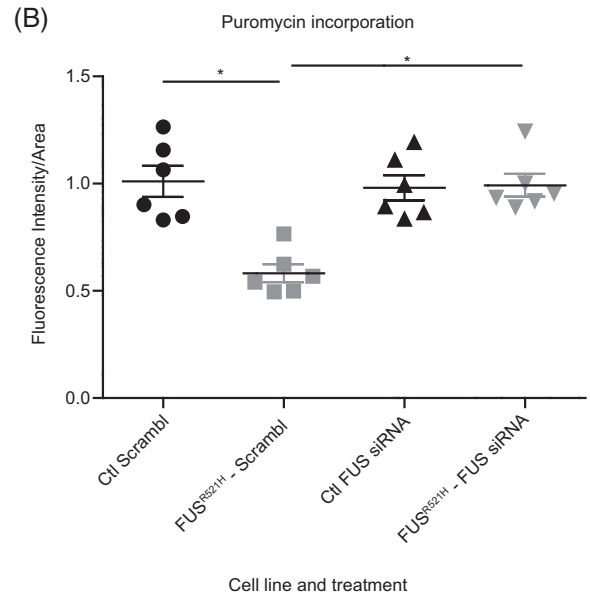 (B)
Puromycin incorporation
*
*
1.5
1.0
0.5
0.0
Fluorescence Intensity/Area
Ctl Scrambl
FUSR521H - Scrambl
Ctl FUS siRNA
FUSR521H - FUS siRNA
Cell line and treatment